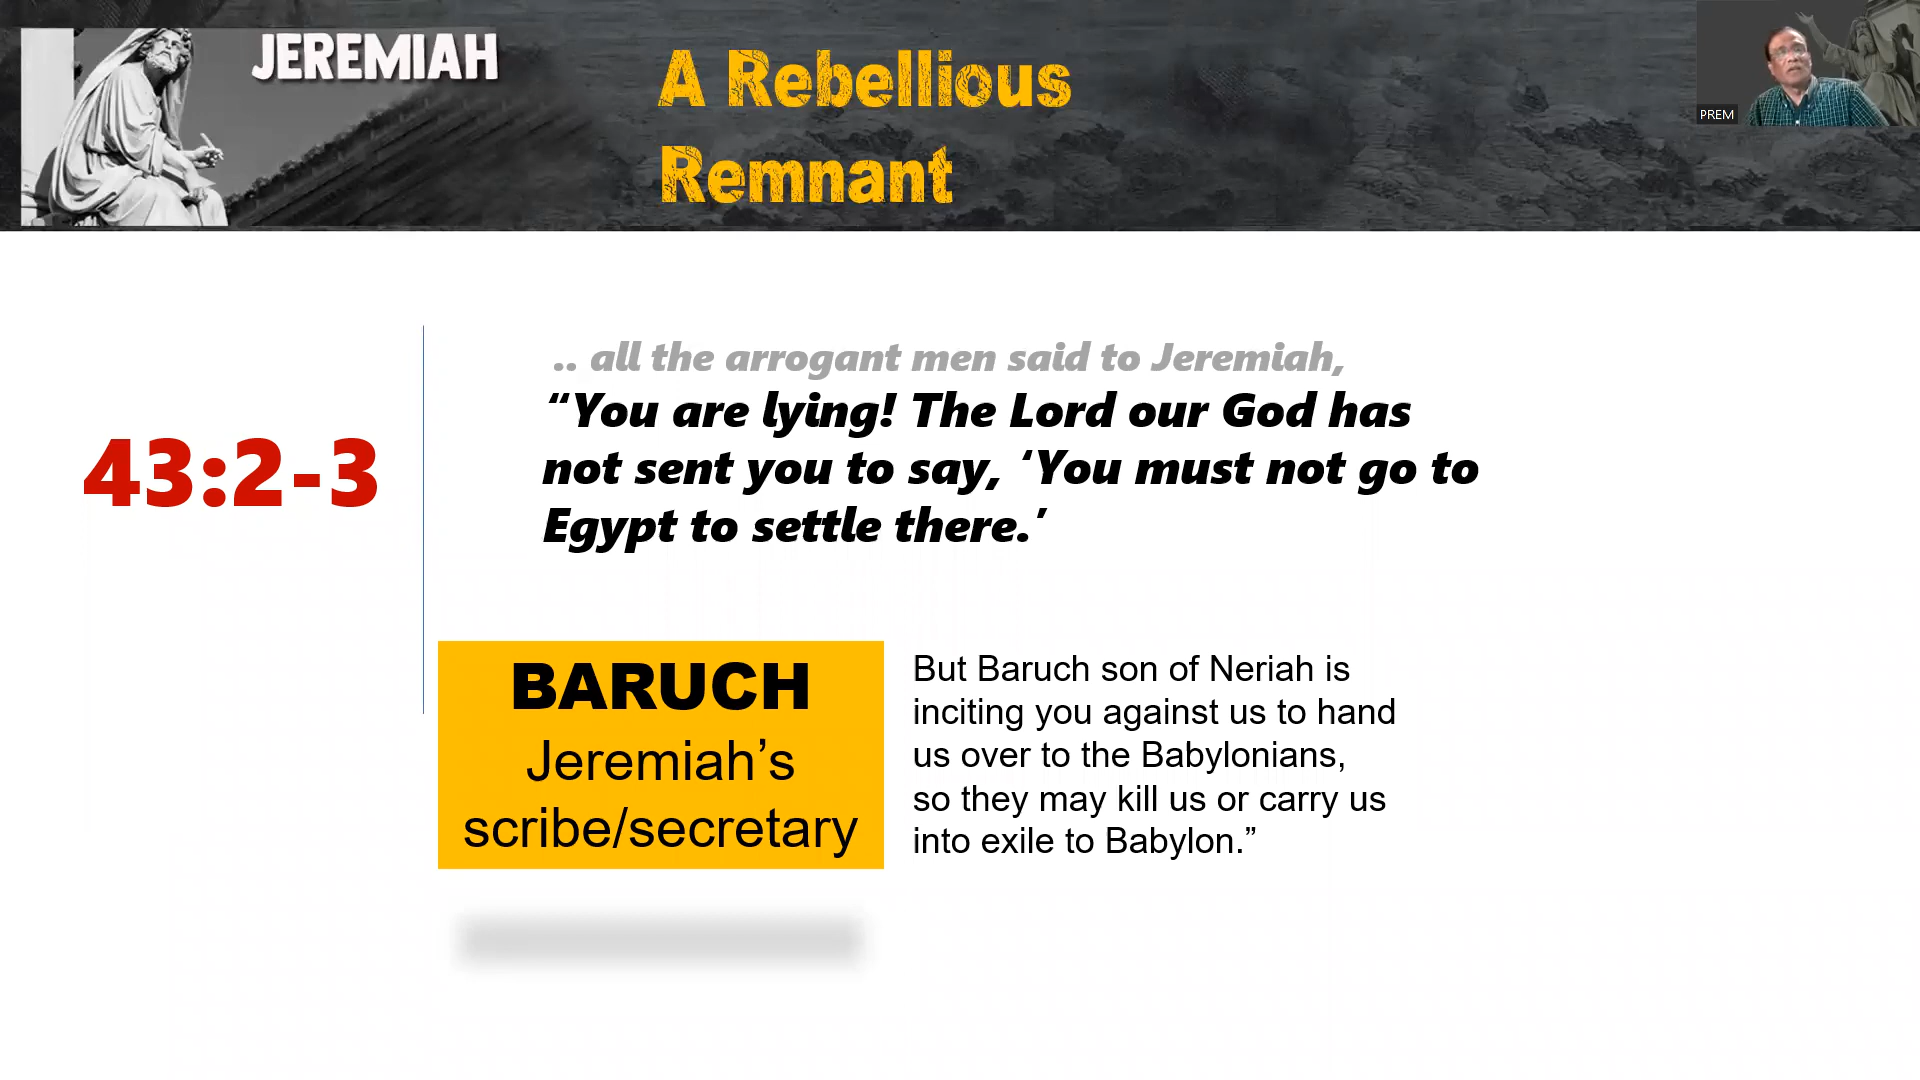 JEREMIAH
A Rebellious
Remnant
PREM
.. all the arrogant men said to Jeremiah,
“You are lying! The Lord our God has
not sent you to say, ‘You must not go to
Egypt to settle there.’
43:2-3
BARUCH
Jeremiah’s
scribe/secretary
But Baruch son of Neriah is
inciting you against us to hand
us over to the Babylonians,
so they may kill us or carry us
into exile to Babylon.”